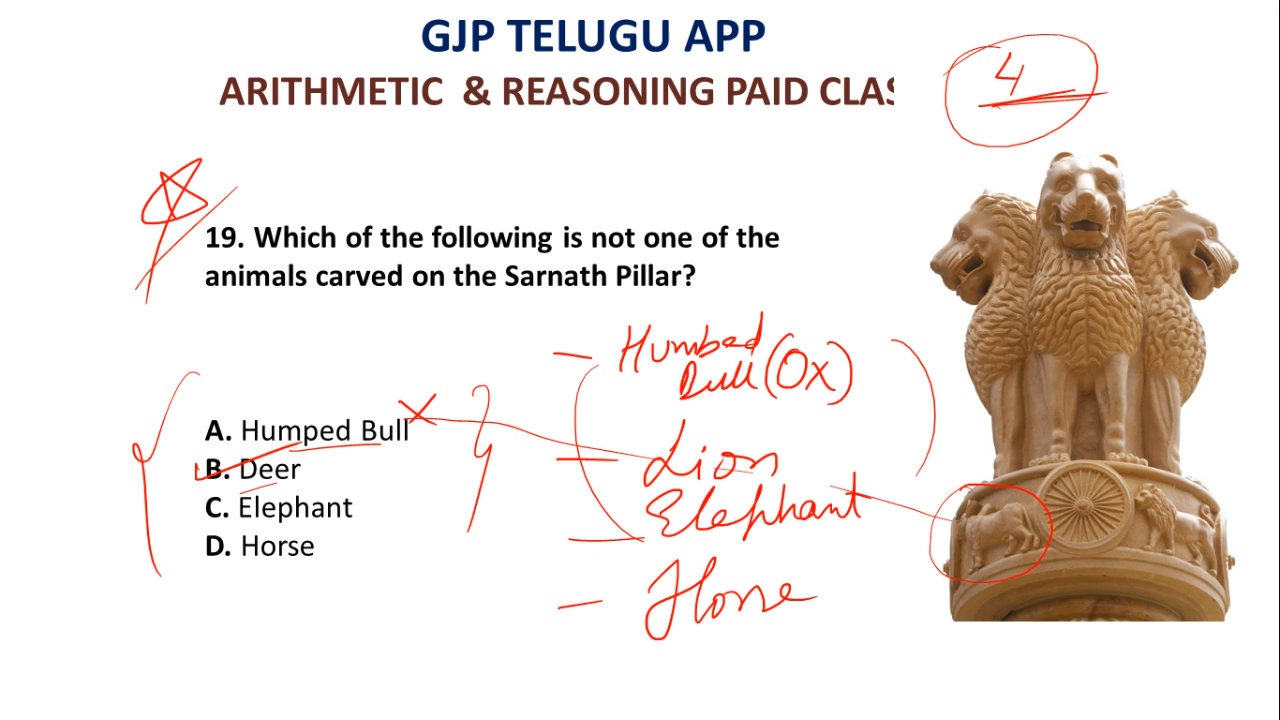 GJP TELUGU APP
ARITHMETIC & REASONING PAID CLAS
4
19. Which of the following is not one of the
animals carved on the Sarnath Pillar?
Humbed
Bull (Ox)
A. Humped Bull
Lion
B. Deer
Elephant
C. Elephant
D. Horse
Horse